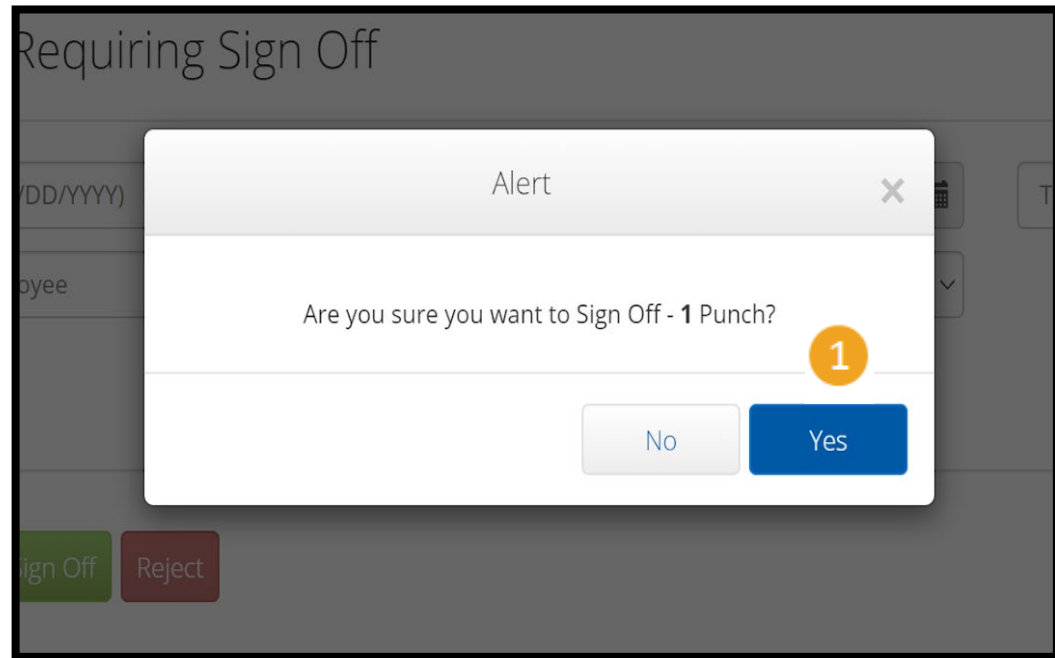 Requiring Sign Off
Alert
/DD/YYYY)
T
oyee
Are you sure you want to Sign Off - 1 Punch?
1
No
Yes
Sign Off
Reject